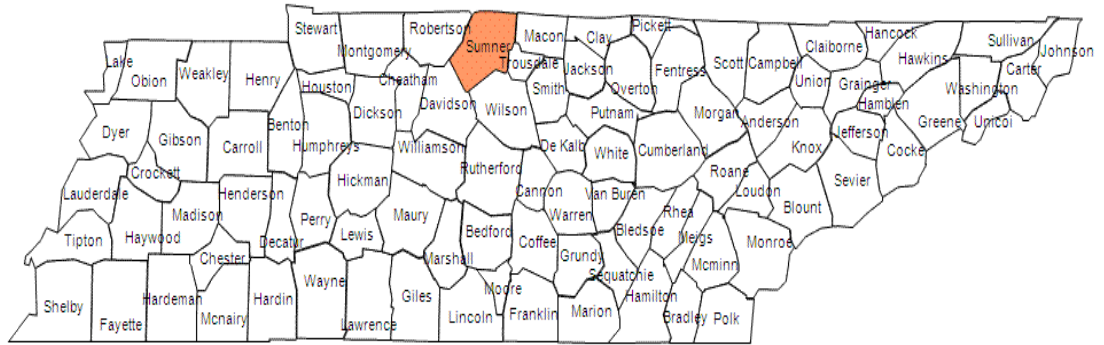 Stewart
Montgomery
Robertson
Sumner
Macon
Clay
Pickett
Trousdale
Jackson
Overton
Fentress
Scott
Campbell
Claiborne
Hancock
Hawkins
Sullivan
Johnson
Carter
Washington
Unicoi
Greene
Union
Grainger
Hamblen
Jefferson
Cocke
Sevier
Lake
Obion
Weakley
Henry
Houston
Cheatham
Dickson
Davidson
Wilson
Smith
Putnam
Morgan
Anderson
Knox
Dyer
Gibson
Carroll
Benton
Humphreys
Williamson
Rutherford
De Kalb
White
Cumberland
Roane
Loudon
Blount
Crockett
Lauderdale
Madison
Henderson
Hickman
Cannon
Van Buren
Warren
Bledsoe
Rhea
Meigs
Monroe
Tipton
Haywood
Chester
Decatur
Perry
Lewis
Maury
Marshall
Bedford
Coffee
Grundy
Sequatchie
Mcminn
Shelby
Fayette
Hardeman
Mcnairy
Hardin
Wayne
Lawrence
Giles
Lincoln
Moore
Franklin
Marion
Hamilton
Bradley
Polk